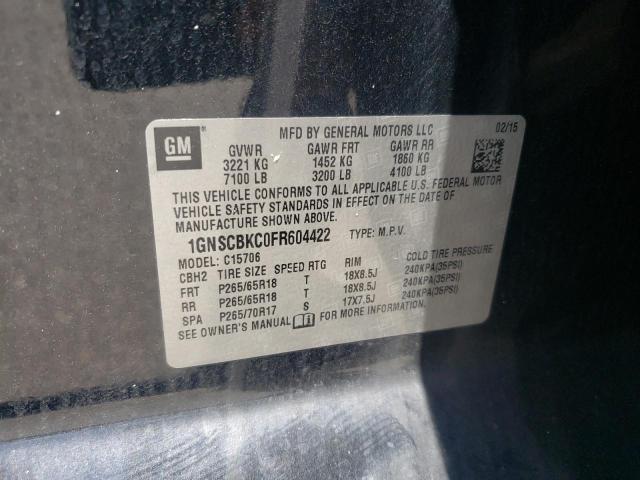 GM
MFD BY GENERAL MOTORS LLC 02/15
GVWR GAWR FRT GAWR RR
3221 KG 1452 KG 1860 KG
7100 LB 3200 LB 4100 LB
THIS VEHICLE CONFORMS TO ALL APPLICABLE U.S. FEDERAL MOTOR
VEHICLE SAFETY STANDARDS IN EFFECT ON THE DATE OF
MANUFACTURE SHOWN ABOVE.
1GNSCBKC0FR604422 TYPE: M.P.V.
MODEL: C15706
CBH2 TIRE SIZE SPEED RTG RIM COLD TIRE PRESSURE
FRT P265/65R18 T 18X8.5J 240KPA(35PSI)
RR P265/65R18 T 18X8.5J 240KPA(35PSI)
SPA P265/70R17 S 17X7.5J 240KPA(35PSI)
SEE OWNER'S MANUAL